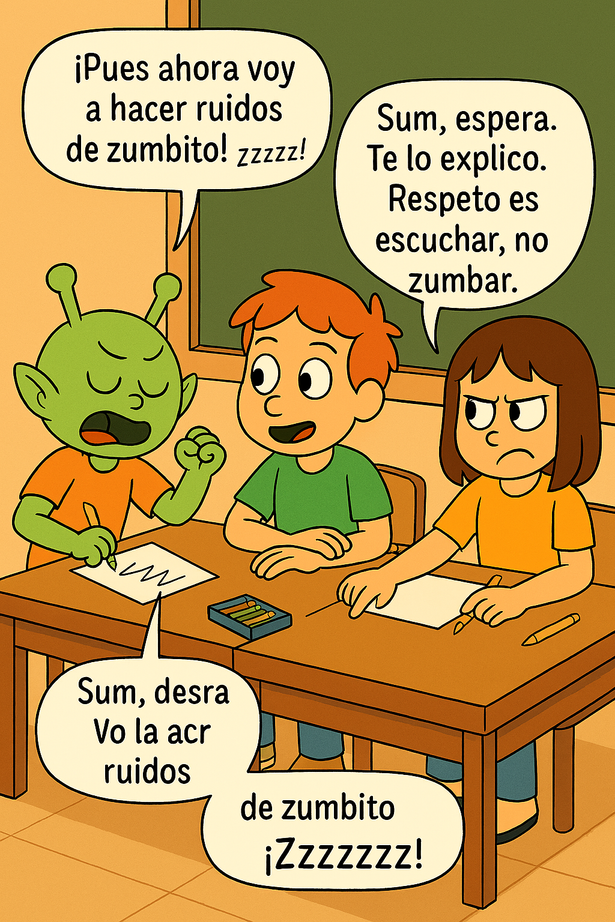 ¡Pues ahora voy
a hacer ruidos
de zumbito! zzzzz!
Sum, espera.
Te lo explico.
Respeto es
escuchar, no
zumbar.
Sum, desra
Vo la acr
ruidos
de zumbito
¡Zzzzzzz!